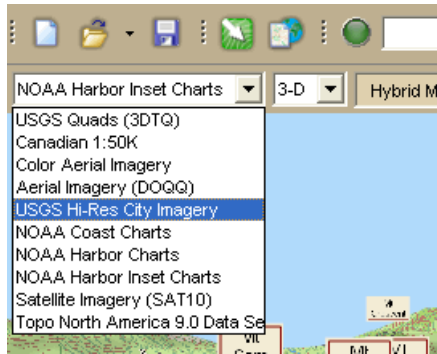 NOAA Harbor Inset Charts 3-D Hybrid M
USGS Quads (3DTQ)
Canadian 1:50K
Color Aerial Imagery
Aerial Imagery (DOQQ)
USGS Hi-Res City Imagery
NOAA Coast Charts
NOAA Harbor Charts
NOAA Harbor Inset Charts
Satellite Imagery (SAT10)
Topo North America 9.0 Data Se
Mt